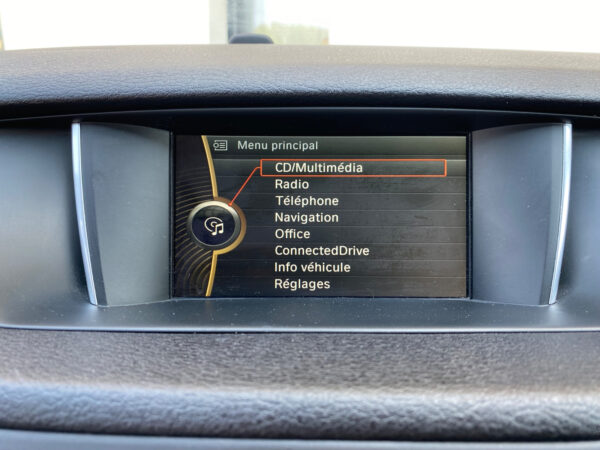 Menu principal
CD/Multimédia
Radio
Téléphone
Navigation
Office
ConnectedDrive
Info véhicule
Réglages